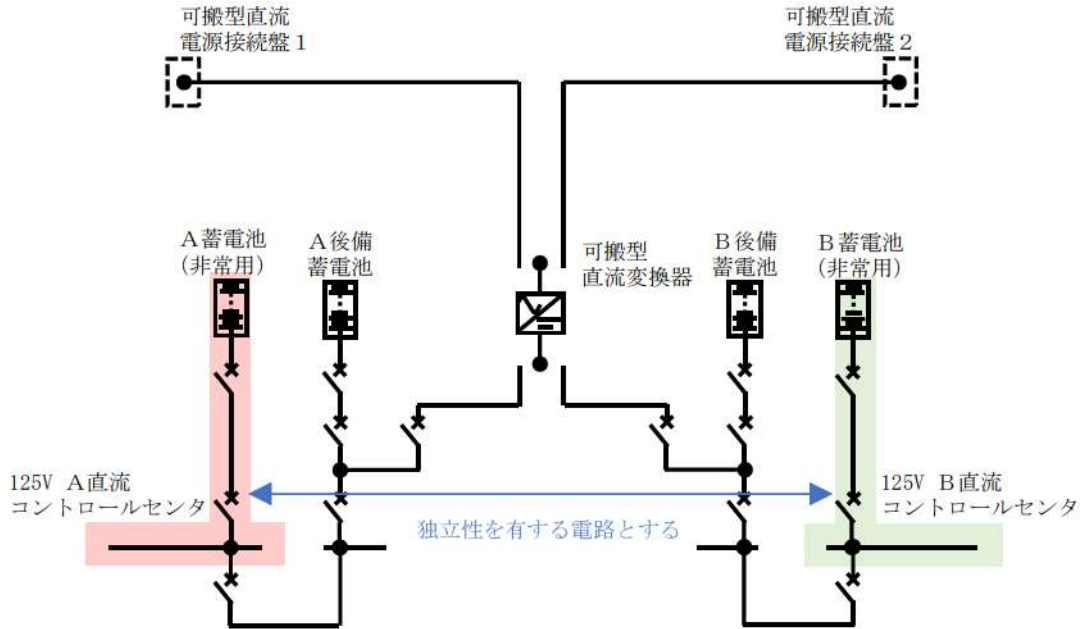 可搬型直流
電源接続盤1
可搬型直流
電源接続盤2
A蓄電池
(非常用)
A後備
蓄電池
可搬型
直流変換器
B後備
蓄電池
B蓄電池
(非常用)
125V A直流
コントロールセンタ
125V B直流
コントロールセンタ
独立性を有する電路とする